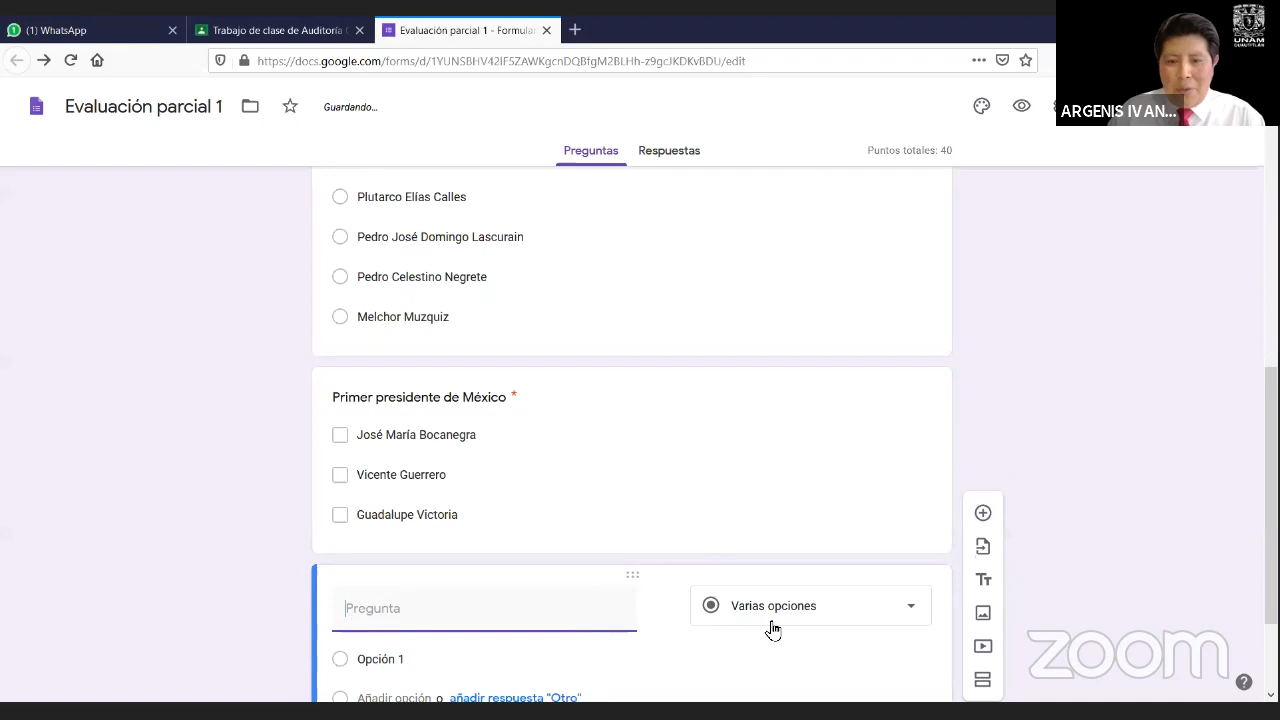 (1) WhatsApp
Trabajo de clase de Auditoría
Evaluación parcial 1 - Formula
https://docs.google.com/forms/d/1YUNSBHV42lF5ZAWKgcnDQBfgM2BLHh-z9gcJKDKvBDU/edit
UNAM
CUAUTITLÁN
ARGENIS IVAN...
Evaluación parcial 1
Guardando...
Preguntas
Respuestas
Puntos totales: 40
Plutarco Elías Calles
Pedro José Domingo Lascurain
Pedro Celestino Negrete
Melchor Muzquiz
Primer presidente de México *
José María Bocanegra
Vicente Guerrero
Guadalupe Victoria
Pregunta
Varias opciones
Opción 1
Añadir opción o añadir respuesta "Otro"
Tт
zoom
?